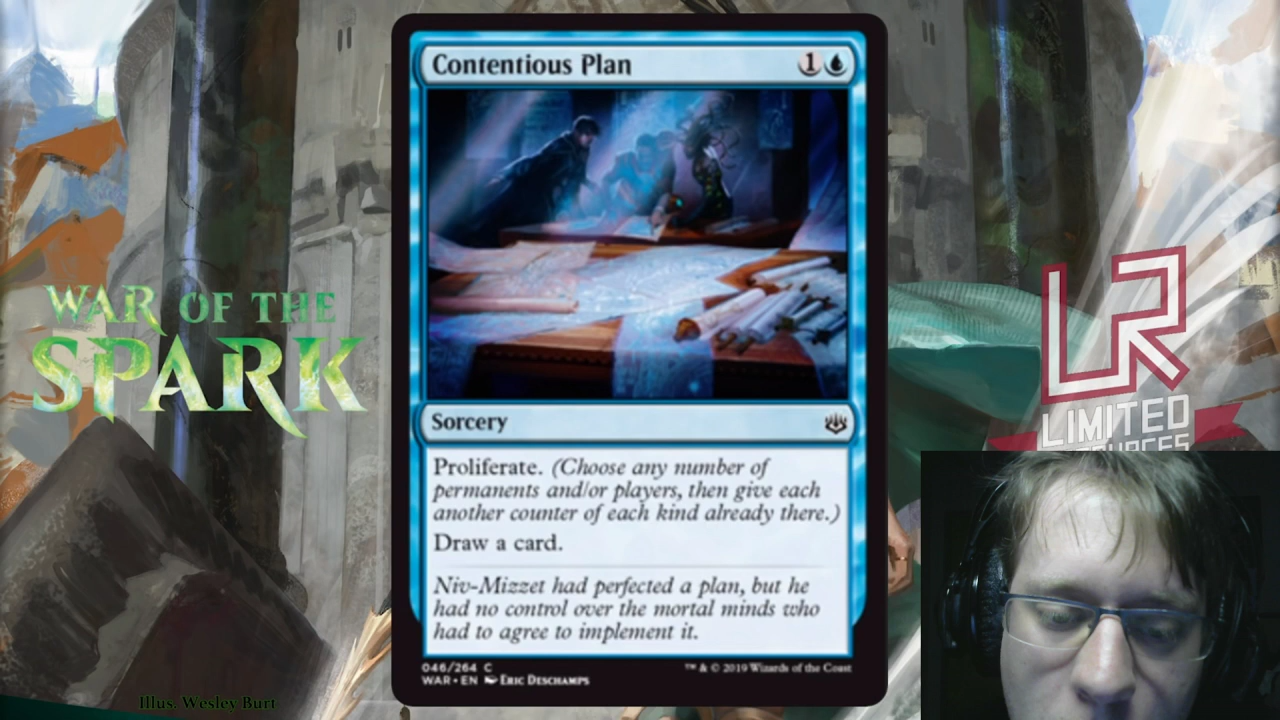 Contentious Plan
1
WAR OF THE
SPARK
LR
LIMITED
Sorcery
Proliferate. (Choose any number of
permanents and/or players, then give each
another counter of each kind already there.)
Draw a card.
Niv-Mizzet had perfected a plan, but he
had no control over the mortal minds who
had to agree to implement it.
046/264 C
WAR • EN Eric Deschamps
™ & © 2019 Wizards of the Coast
Illus. Wesley Burt